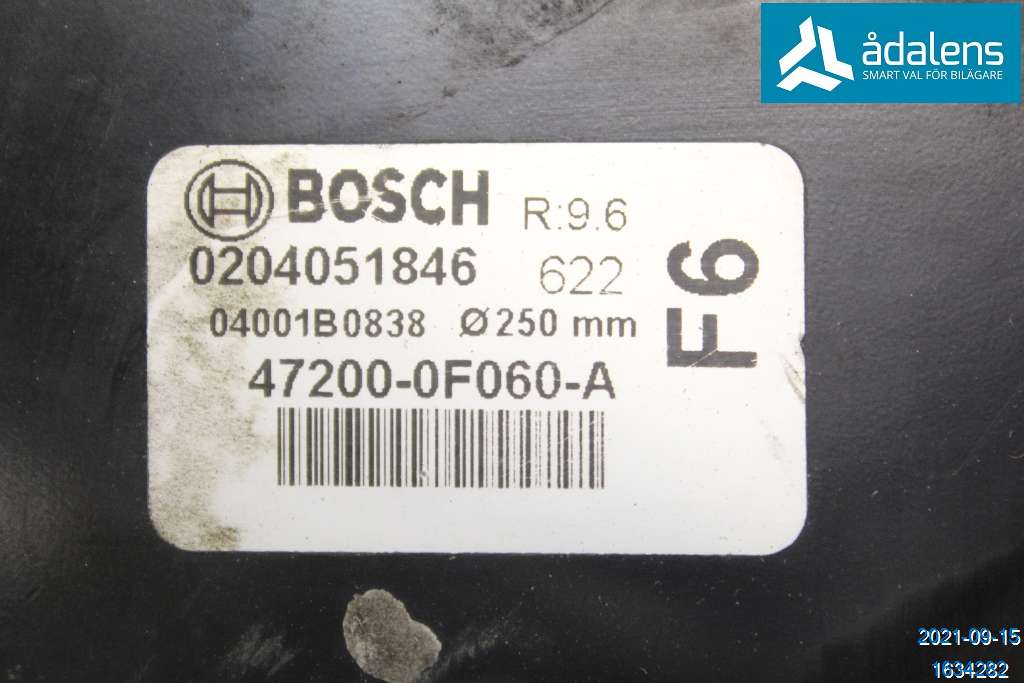 ådalens
SMART VAL FÖR BILÄGARE
BOSCH R:9.6
0204051846 622
04001B0838 Ø250 mm
47200-0F060-A
F6
2021-09-15
1634282